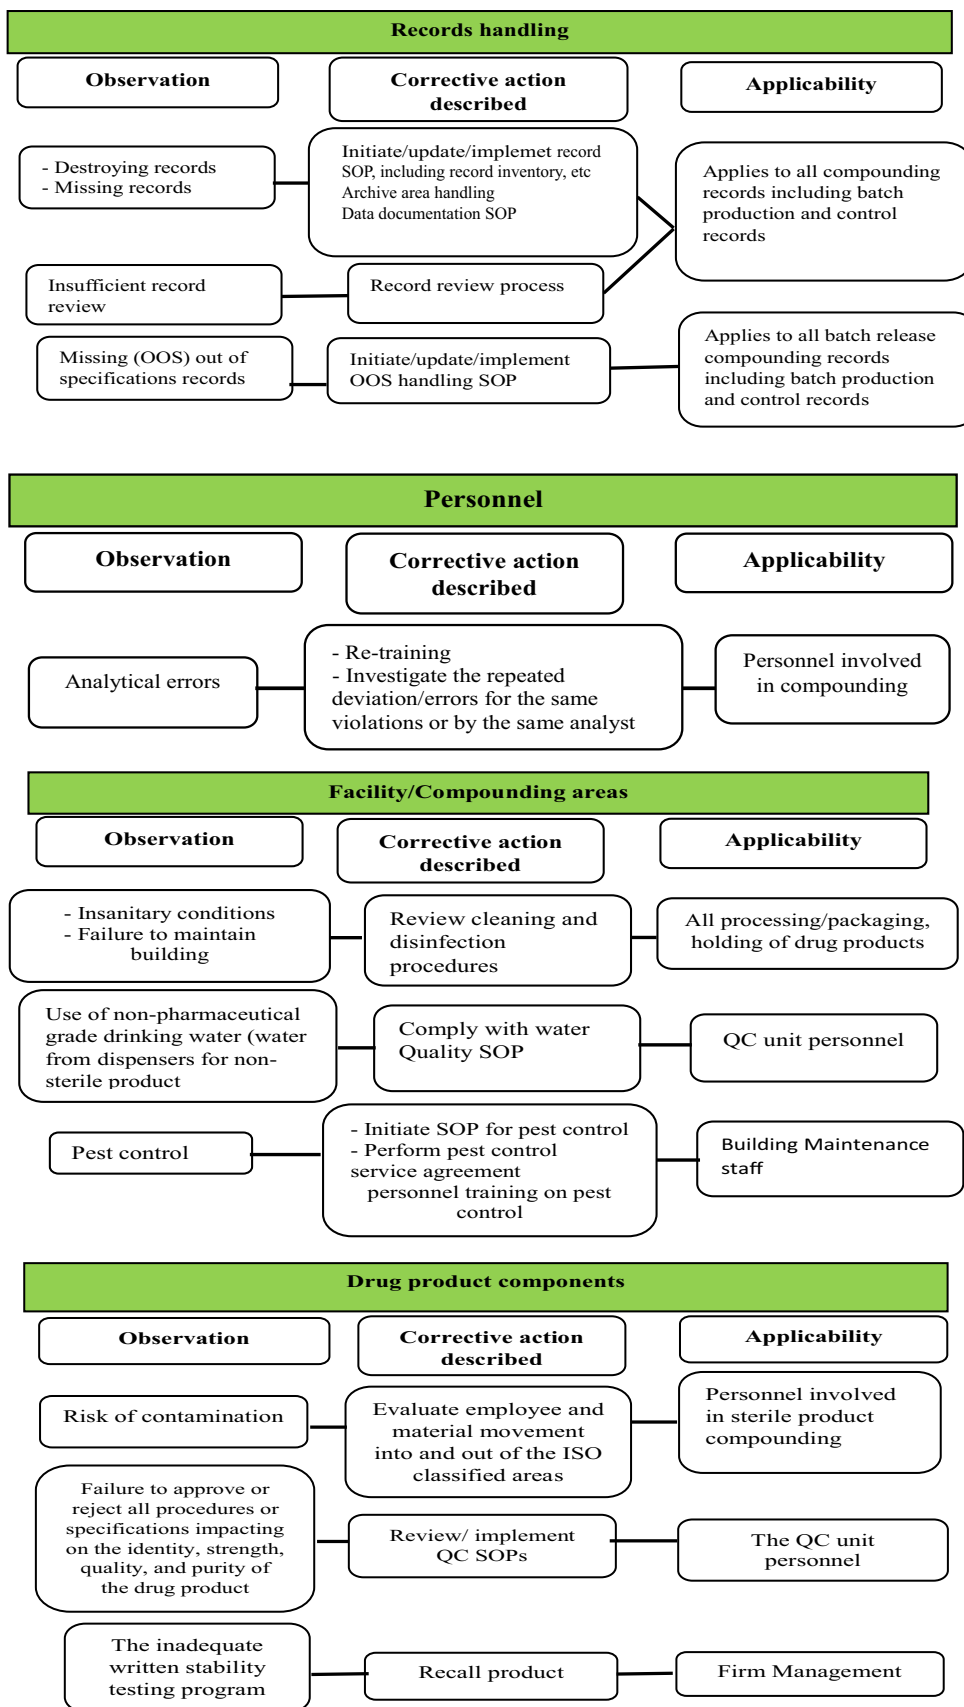 Records handling
Observation
Corrective action
described
Applicability
- Destroying records
- Missing records
Initiate/update/implemet record
SOP, including record inventory, etc
Archive area handling
Data documentation SOP
Applies to all compounding
records including batch
production and control
records
Insufficient record
review
Record review process
Missing (OOS) out of
specifications records
Initiate/update/implement
OOS handling SOP
Applies to all batch release
compounding records
including batch production
and control records
Personnel
Observation
Corrective action
described
Applicability
Analytical errors
- Re-training
- Investigate the repeated
deviation/errors for the same
violations or by the same analyst
Personnel involved
in compounding
Facility/Compounding areas
Observation
Corrective action
described
Applicability
- Insanitary conditions
- Failure to maintain
building
Review cleaning and
disinfection
procedures
All processing/packaging,
holding of drug products
Use of non-pharmaceutical
grade drinking water (water
from dispensers for non-
sterile product
Comply with water
Quality SOP
QC unit personnel
Pest control
- Initiate SOP for pest control
- Perform pest control
service agreement
personnel training on pest
control
Building Maintenance
staff
Drug product components
Observation
Corrective action
described
Applicability
Risk of contamination
Evaluate employee and
material movement
into and out of the ISO
classified areas
Personnel involved
in sterile product
compounding
Failure to approve or
reject all procedures or
specifications impacting
on the identity, strength,
quality, and purity of
the drug product
Review/ implement
QC SOPs
The QC unit
personnel
The inadequate
written stability
testing program
Recall product
Firm Management